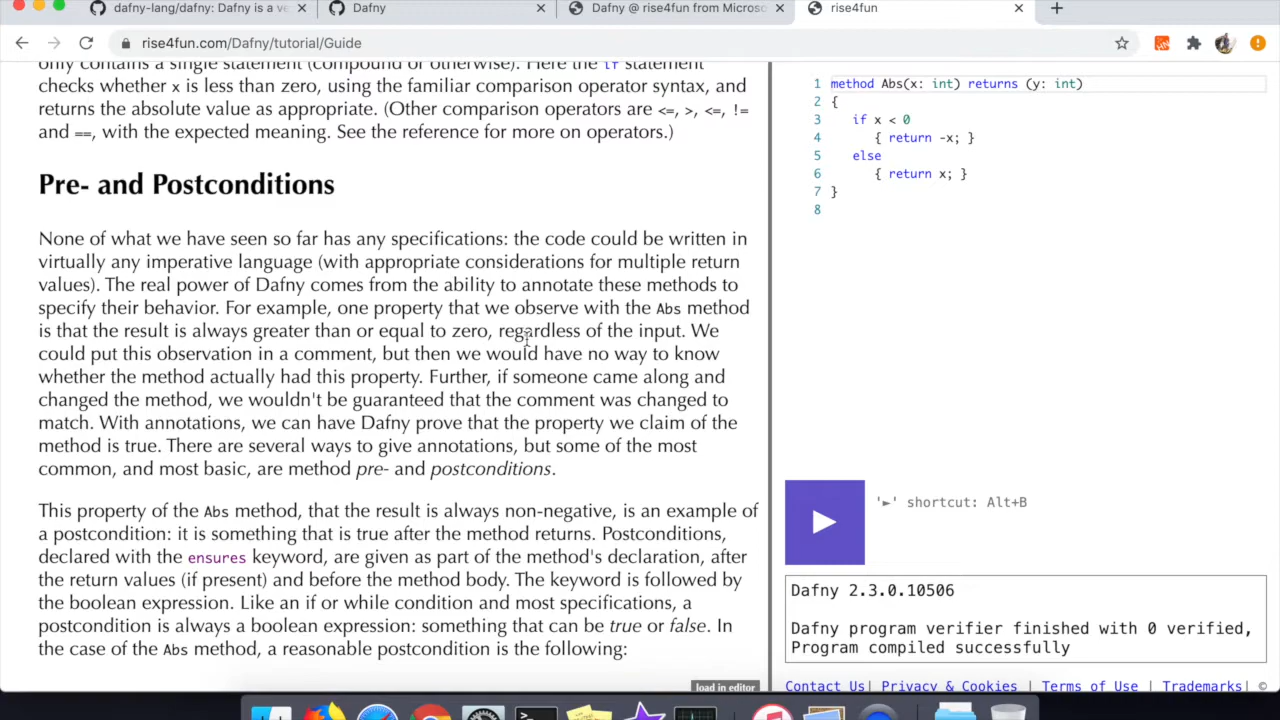 dafny-lang/dafny: Dafny is a ve
Dafny
Dafny @ rise4fun from Microso
rise4fun
rise4fun.com/Dafny/tutorial/Guide
only contains a single statement (compound or otherwise). Here the if statement
checks whether x is less than zero, using the familiar comparison operator syntax, and
returns the absolute value as appropriate. (Other comparison operators are <=, >, <=, !=
and ==, with the expected meaning. See the reference for more on operators.)
Pre- and Postconditions
None of what we have seen so far has any specifications: the code could be written in
virtually any imperative language (with appropriate considerations for multiple return
values). The real power of Dafny comes from the ability to annotate these methods to
specify their behavior. For example, one property that we observe with the Abs method
is that the result is always greater than or equal to zero, regardless of the input. We
could put this observation in a comment, but then we would have no way to know
whether the method actually had this property. Further, if someone came along and
changed the method, we wouldn't be guaranteed that the comment was changed to
match. With annotations, we can have Dafny prove that the property we claim of the
method is true. There are several ways to give annotations, but some of the most
common, and most basic, are method pre- and postconditions.
This property of the Abs method, that the result is always non-negative, is an example of
a postcondition: it is something that is true after the method returns. Postconditions,
declared with the ensures keyword, are given as part of the method's declaration, after
the return values (if present) and before the method body. The keyword is followed by
the boolean expression. Like an if or while condition and most specifications, a
postcondition is always a boolean expression: something that can be true or false. In
the case of the Abs method, a reasonable postcondition is the following:
load in editor
1 method Abs(x: int) returns (y: int)
2 {
3 if x < 0
4 { return -x; }
5 else
6 { return x; }
7 }
8
'►' shortcut: Alt+B
Dafny 2.3.0.10506
Dafny program verifier finished with 0 verified,
Program compiled successfully
Contact Us| Privacy & Cookies | Terms of Use | Trademarks| ©